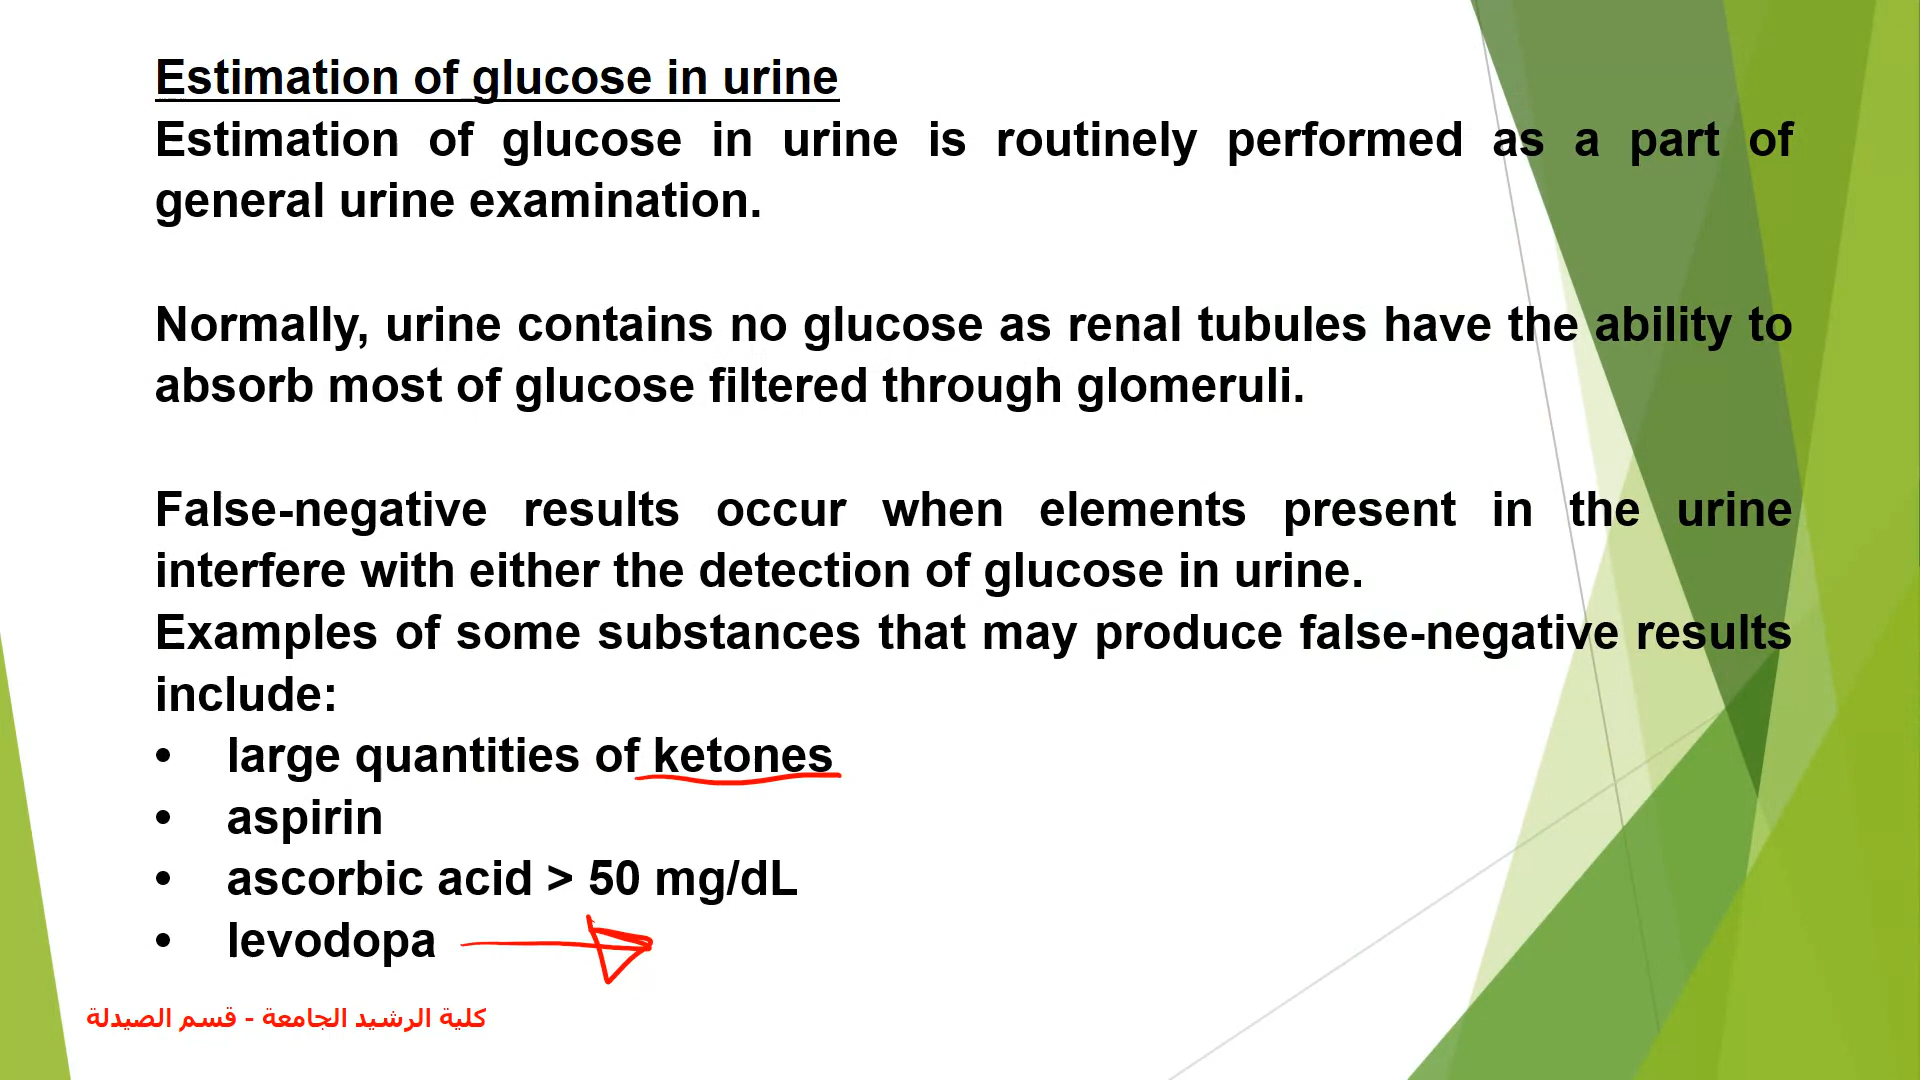 Estimation of glucose in urine
Estimation of glucose in urine is routinely performed as a part of
general urine examination.
Normally, urine contains no glucose as renal tubules have the ability to
absorb most of glucose filtered through glomeruli.
False-negative results occur when elements present in the urine
interfere with either the detection of glucose in urine.
Examples of some substances that may produce false-negative results
include:
• large quantities of ketones
• aspirin
• ascorbic acid > 50 mg/dL
• levodopa
كلية الرشيد الجامعة - قسم الصيدلة